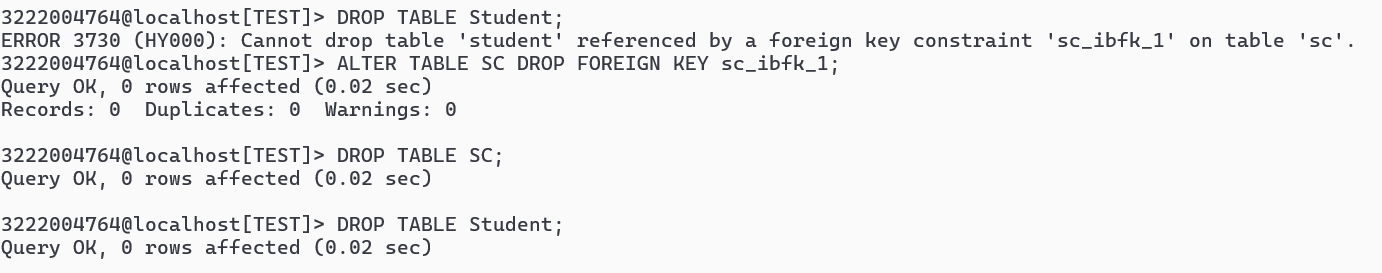 3222004764@localhost[TEST]> DROP TABLE Student;
ERROR 3730 (HY000): Cannot drop table 'student' referenced by a foreign key constraint 'sc_ibfk_1' on table 'sc'.
3222004764@localhost[TEST]> ALTER TABLE SC DROP FOREIGN KEY sc_ibfk_1;
Query OK, 0 rows affected (0.02 sec)
Records: 0  Duplicates: 0  Warnings: 0

3222004764@localhost[TEST]> DROP TABLE SC;
Query OK, 0 rows affected (0.02 sec)

3222004764@localhost[TEST]> DROP TABLE Student;
Query OK, 0 rows affected (0.02 sec)